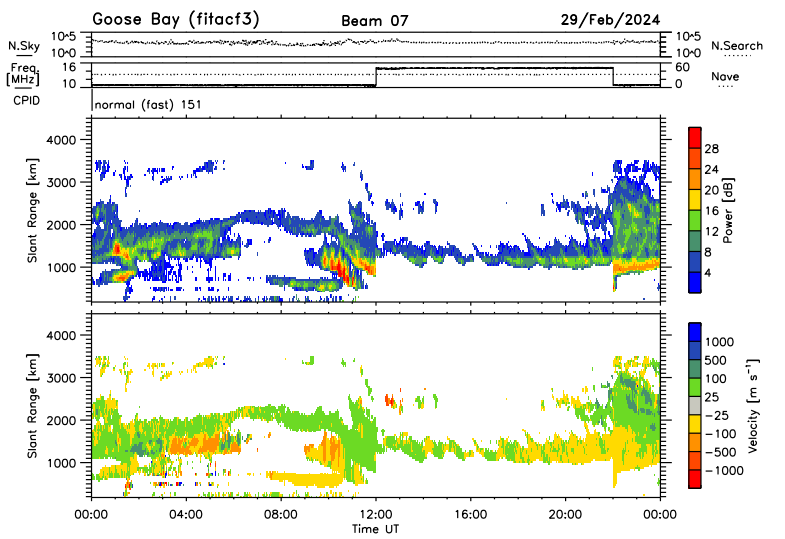 Goose Bay (fitacf3) Beam 07 29/Feb/2024
N.Sky 10^5 10^0 10^5 10^0 N.Search
Freq. [MHz] 16 10 60 0 Nave
CPID normal (fast) 151
Slant Range [km] 4000 3000 2000 1000
Power [dB] 28 24 20 16 12 8 4
Slant Range [km] 4000 3000 2000 1000
Velocity [m s⁻¹] 1000 500 100 25 −25 −100 −500 −1000
00:00 04:00 08:00 12:00 16:00 20:00 00:00
Time UT